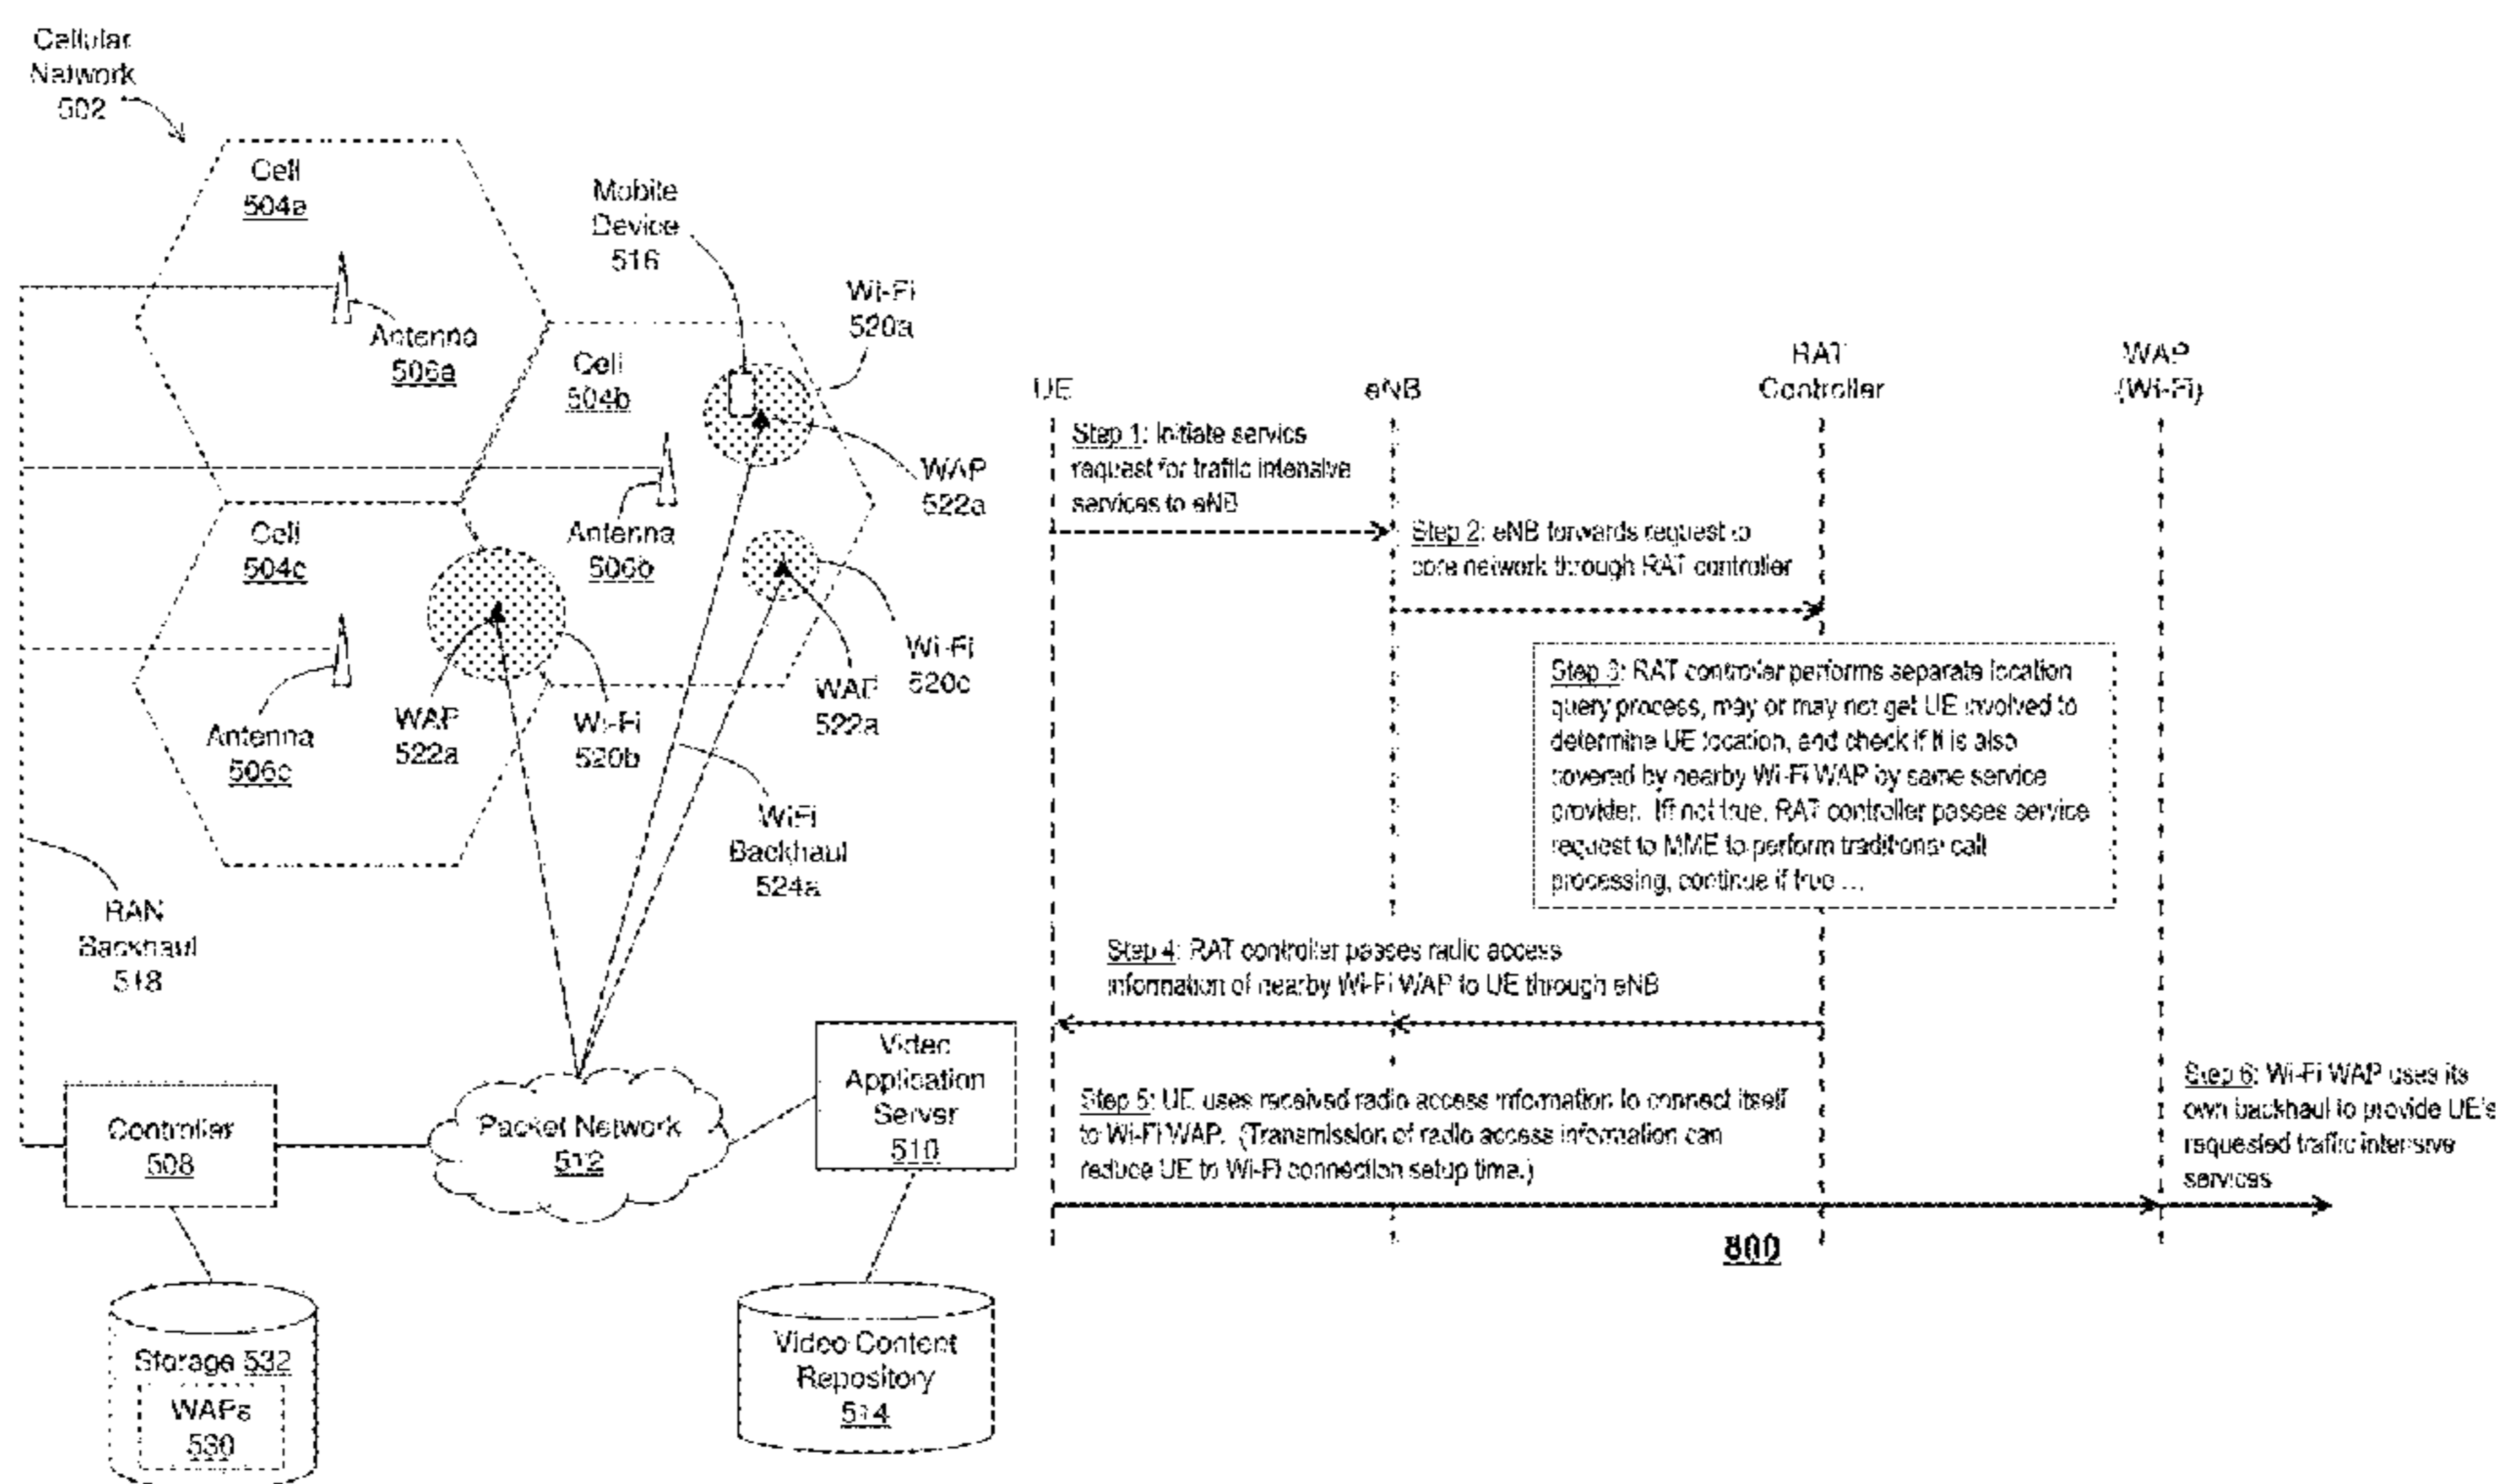 Cellular
Network
502
Cell
504a
Mobile
Device
516
Wi-Fi
520a
Antenna
506a
Cell
504b
WAP
522a
Cell
504c
Antenna
506b
Wi-Fi
520c
WAP
522a
Antenna
506c
WAP
522a
Wi-Fi
520b
WiFi
Backhaul
524a
RAN
Backhaul
518
Controller
508
Packet Network
512
Video
Application
Server
510
Storage 532
WAPs
530
Video Content
Repository
514
UE
eNB
RAT
Controller
WAP
(Wi-Fi)
Step 1: Initiate service
request for traffic intensive
services to eNB
Step 2: eNB forwards request to
core network through RAT controller
Step 3: RAT controller performs separate location
query process, may or may not get UE involved to
determine UE location, and check if it is also
covered by nearby Wi-Fi WAP by same service
provider. If not true, RAT controller passes service
request to MME to perform traditional call
processing, continue if true ...
Step 4: RAT controller passes radio access
information of nearby Wi-Fi WAP to UE through eNB
Step 5: UE uses received radio access information to connect itself
to Wi-Fi WAP. (Transmission of radio access information can
reduce UE to Wi-Fi connection setup time.)
Step 6: Wi-Fi WAP uses its
own backhaul to provide UE's
requested traffic intensive
services
800